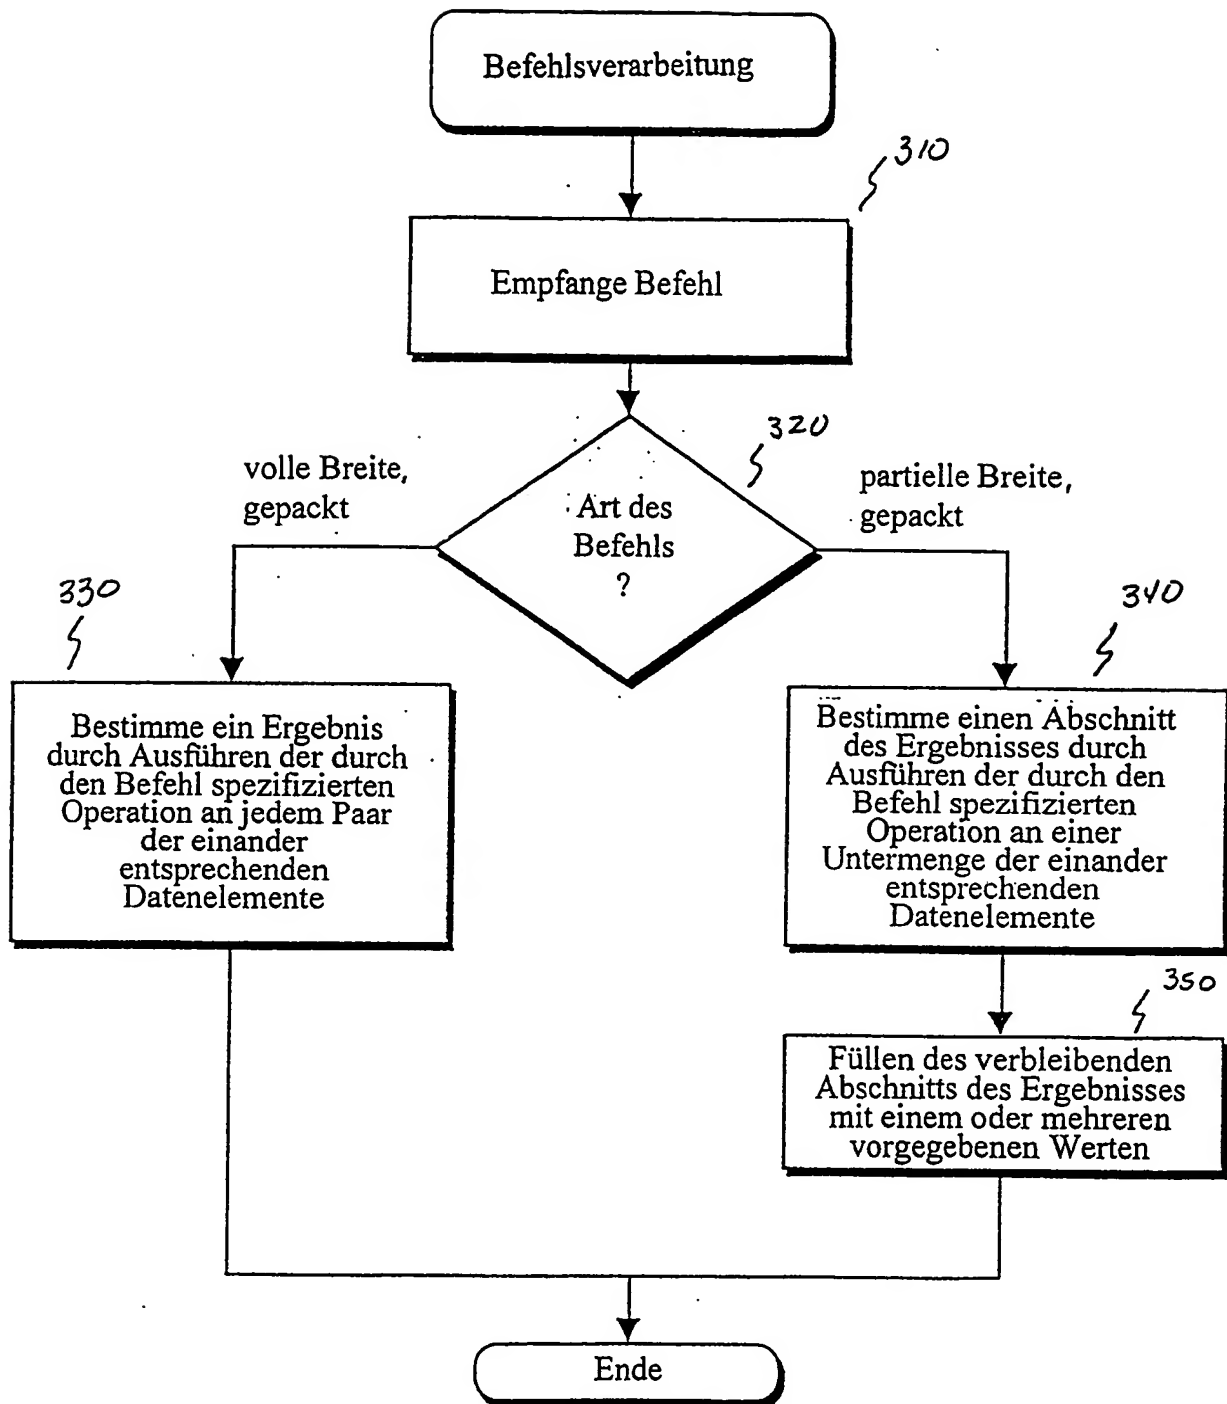 Befehlsverarbeitung
310
Empfange Befehl
320
volle Breite,
gepackt
Art des
Befehls
?
partielle Breite,
gepackt
330
340
Bestimme ein Ergebnis
durch Ausführen der durch
den Befehl spezifizierten
Operation an jedem Paar
der einander
entsprechenden
Datenelemente
Bestimme einen Abschnitt
des Ergebnisses durch
Ausführen der durch den
Befehl spezifizierten
Operation an einer
Untermenge der einander
entsprechenden
Datenelemente
350
Füllen des verbleibenden
Abschnitts des Ergebnisses
mit einem oder mehreren
vorgegebenen Werten
Ende